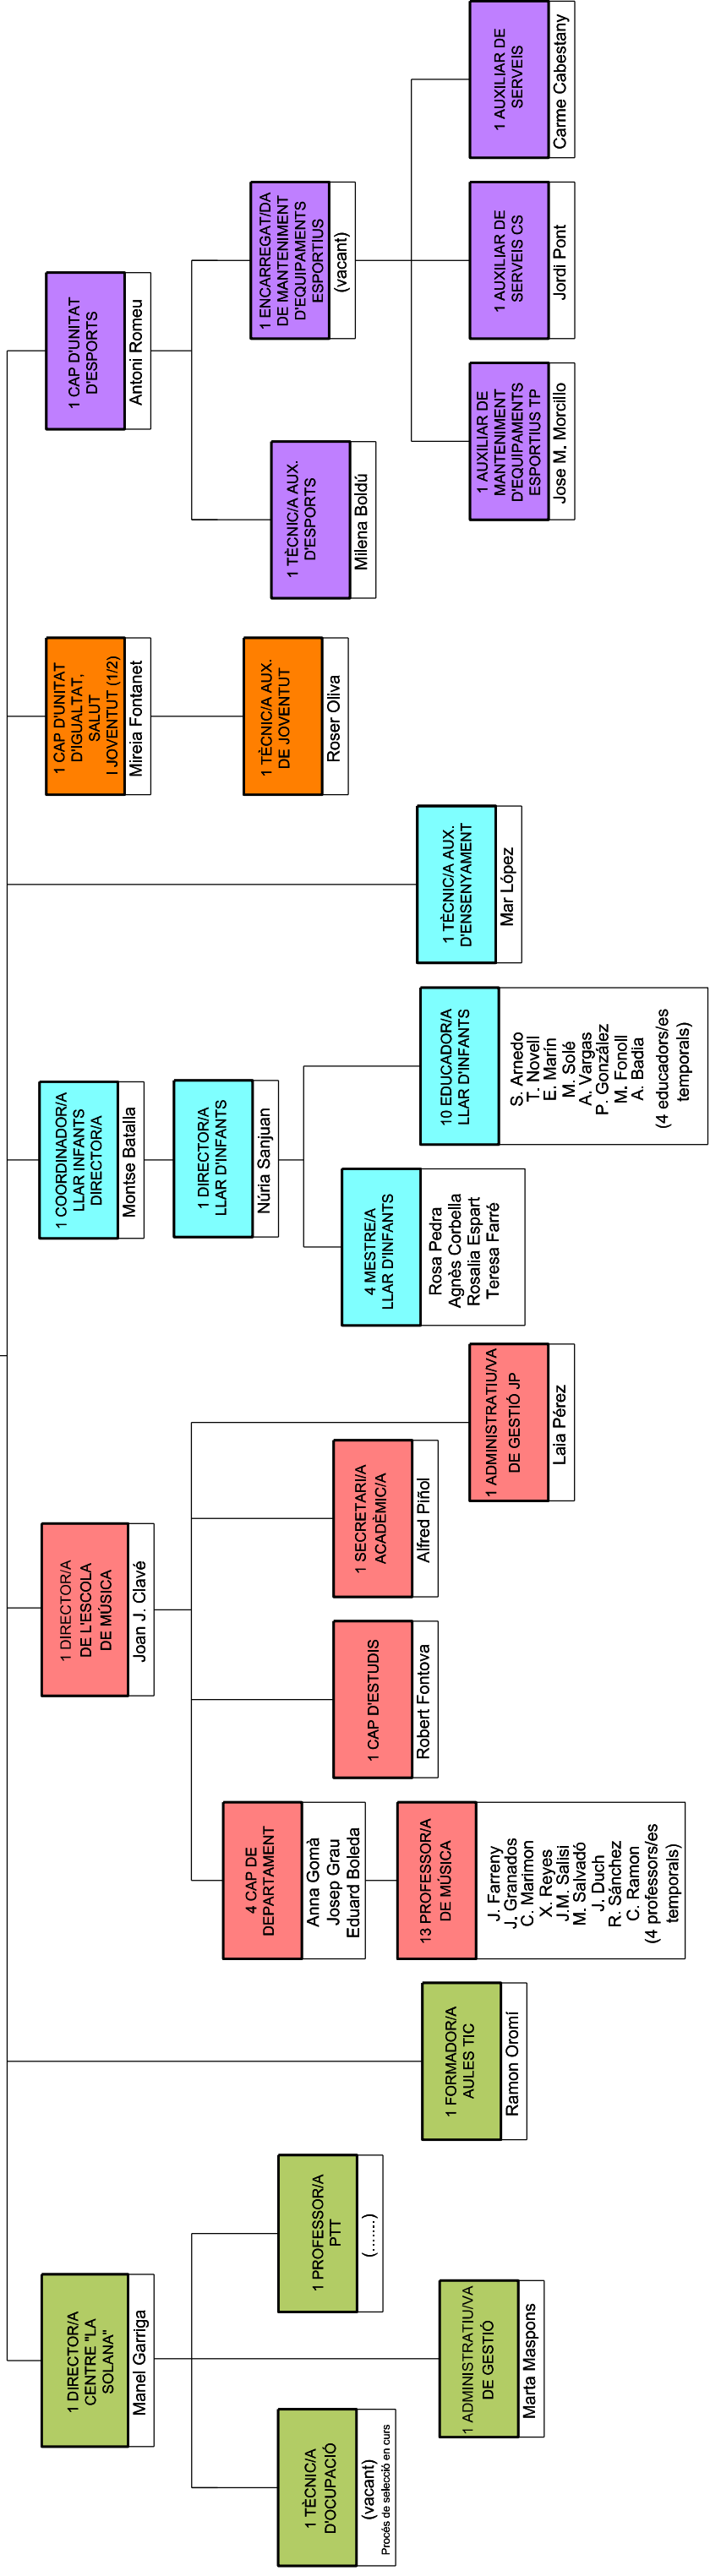 1 DIRECTOR/A
CENTRE "LA
SOLANA"
Manel Garriga
1 TÈCNIC/A
D'OCUPACIÓ
(vacant)
Procés de selecció en curs
1 ADMINISTRATIU/VA
DE GESTIÓ
Marta Maspons
1 PROFESSOR/A
PTT
(.......)
1 FORMADOR/A
AULES TIC
Ramon Oromí
1 DIRECTOR/A
DE L'ESCOLA
DE MÚSICA
Joan J. Clavé
4 CAP DE
DEPARTAMENT
Anna Gomà
Josep Grau
Eduard Boleda
13 PROFESSOR/A
DE MÚSICA
J. Farreny
J. Granados
C. Marimon
X. Reyes
J.M. Salisi
M. Salvadó
J. Duch
R. Sánchez
C. Ramon
(4 professors/es
temporals)
1 CAP D'ESTUDIS
Robert Fontova
1 SECRETARI/A
ACADÈMIC/A
Alfred Piñol
1 ADMINISTRATIU/VA
DE GESTIÓ JP
Laia Pérez
1 COORDINADOR/A
LLAR INFANTS
DIRECTOR/A
Montse Batalla
1 DIRECTOR/A
LLAR D'INFANTS
Núria Sanjuan
4 MESTRE/A
LLAR D'INFANTS
Rosa Pedra
Agnès Corbella
Rosalia Espart
Teresa Farré
10 EDUCADOR/A
LLAR D'INFANTS
S. Arnedo
T. Novell
E. Marín
M. Solé
A. Vargas
P. González
M. Fonoll
A. Badia
(4 educadors/es
temporals)
1 TÈCNIC/A AUX.
D'ENSENYAMENT
Mar López
1 CAP D'UNITAT
D'IGUALTAT,
SALUT
I JOVENTUT (1/2)
Mireia Fontanet
1 TÈCNIC/A AUX.
DE JOVENTUT
Roser Oliva
1 CAP D'UNITAT
D'ESPORTS
Antoni Romeu
1 TÈCNIC/A AUX.
D'ESPORTS
Milena Boldú
1 ENCARREGAT/DA
DE MANTENIMENT
D'EQUIPAMENTS
ESPORTIUS
(vacant)
1 AUXILIAR DE
MANTENIMENT
D'EQUIPAMENTS
ESPORTIUS TP
Jose M. Morcillo
1 AUXILIAR DE
SERVEIS CS
Jordi Pont
1 AUXILIAR DE
SERVEIS
Carme Cabestany